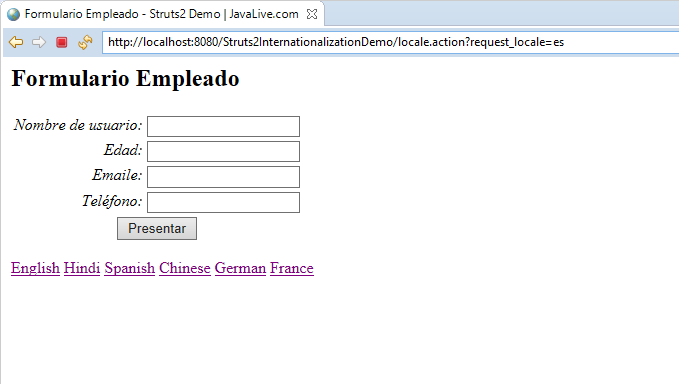 Formulario Empleado - Struts2 Demo | JavaLive.com
http://localhost:8080/Struts2InternationalizationDemo/locale.action?request_locale=es
Formulario Empleado
Nombre de usuario:
Edad:
Emaile:
Teléfono:
Presentar
English Hindi Spanish Chinese German France